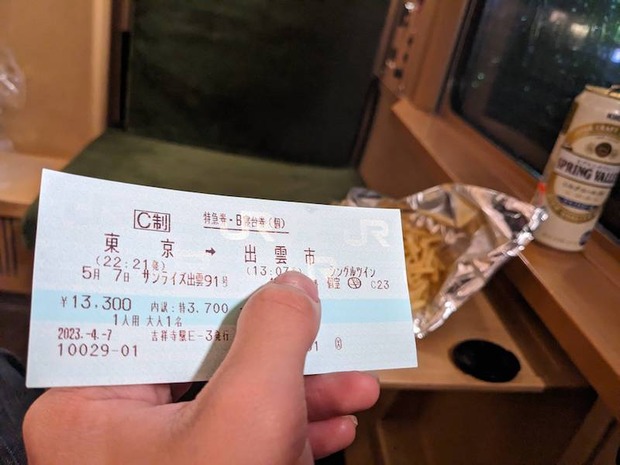 C制 特急券・B寝台券(個)
東京 → 出雲市
(22:21発) (13:07
5月 7日 サンライズ出雲91号 シングルツイン
個室 C23
¥13,300 内訳:特3,700
1人用 大人1名
2023.-4.-7 吉祥寺駅E-3発行
10029-01
JR
SPRING VALLEY